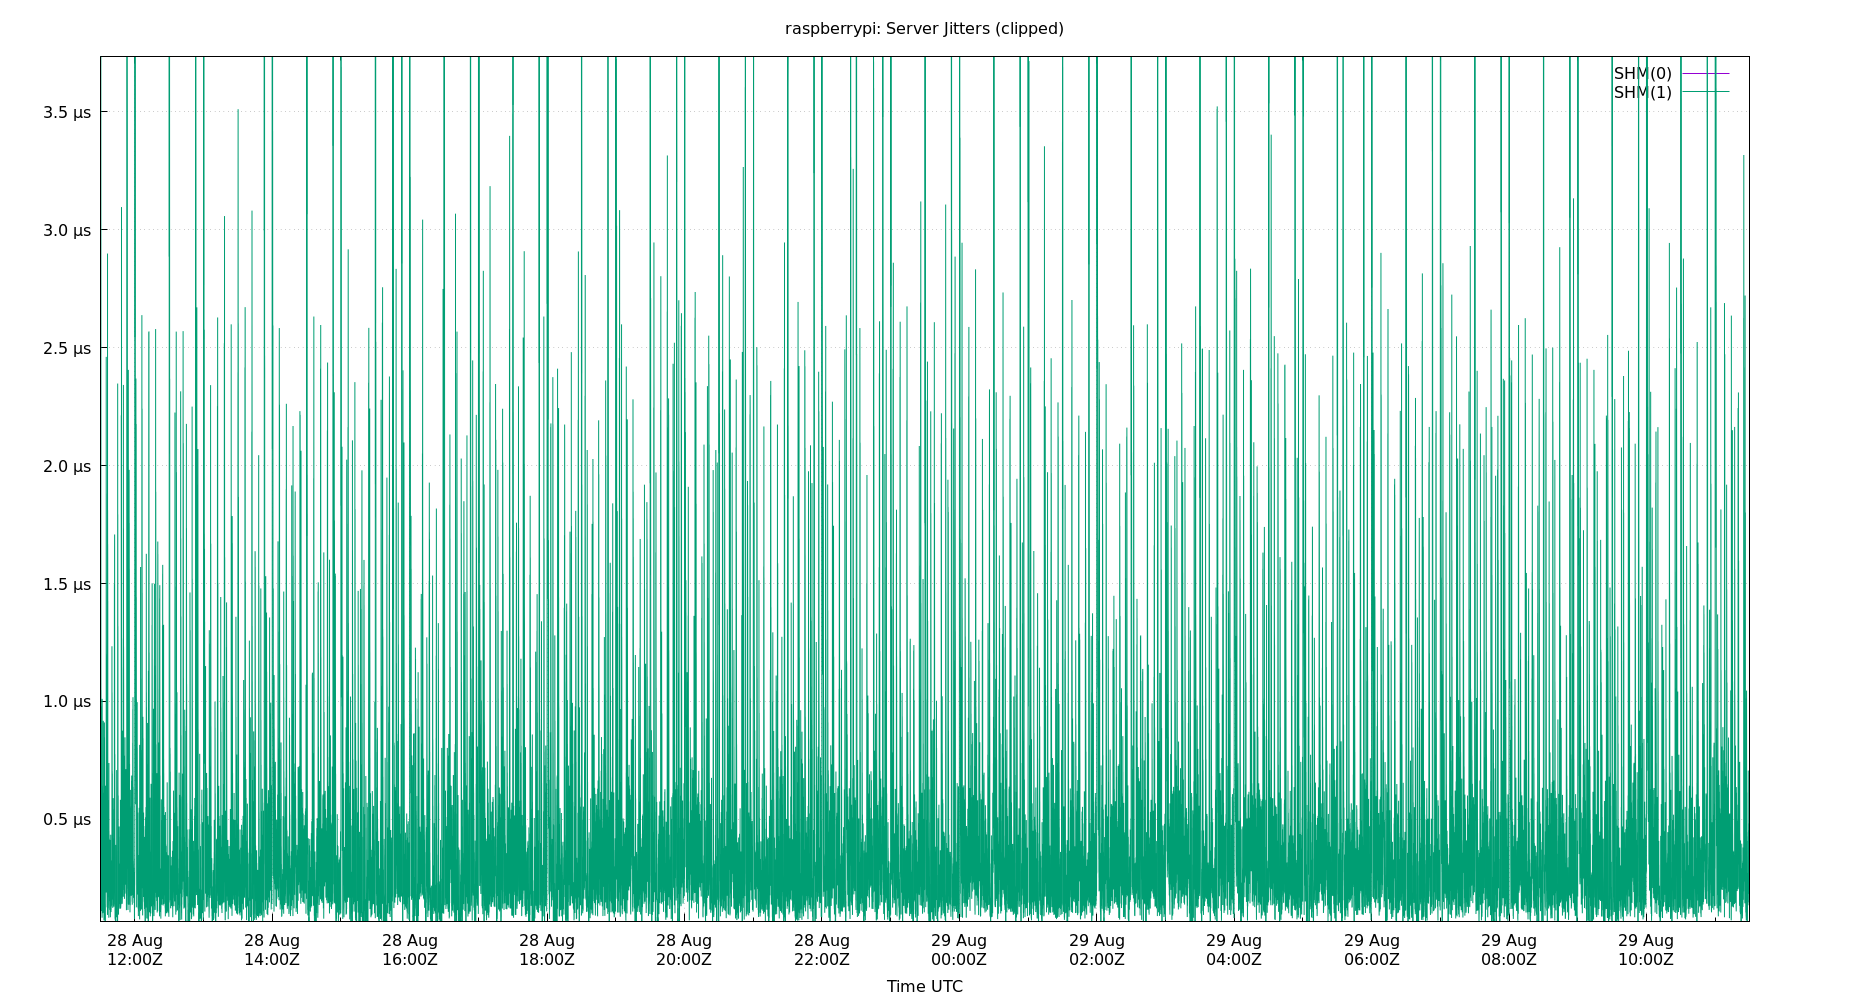 raspberrypi: Server Jitters (clipped)
SHM(0)
SHM(1)
3.5 µs
3.0 µs
2.5 µs
2.0 µs
1.5 µs
1.0 µs
0.5 µs
28 Aug 28 Aug 28 Aug 28 Aug 28 Aug 28 Aug 29 Aug 29 Aug 29 Aug 29 Aug 29 Aug 29 Aug
12:00Z 14:00Z 16:00Z 18:00Z 20:00Z 22:00Z 00:00Z 02:00Z 04:00Z 06:00Z 08:00Z 10:00Z
Time UTC